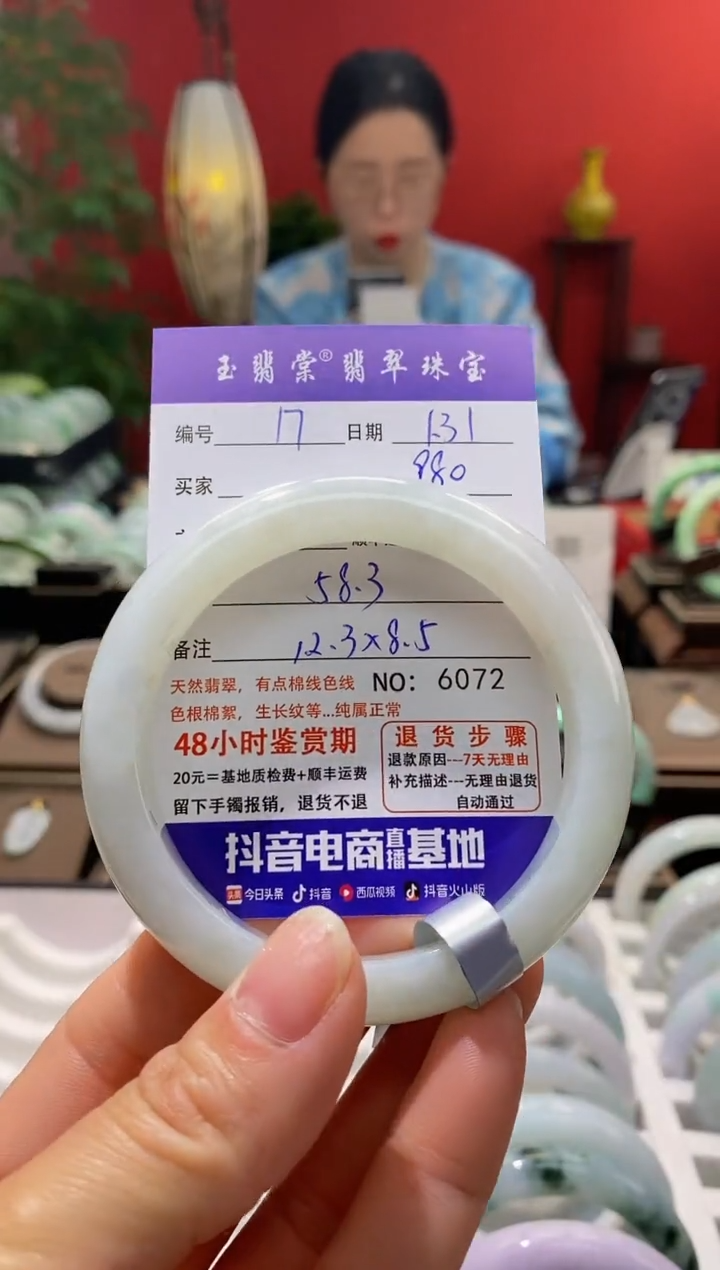 玉翡棠®翡翠珠宝
编号 17 日期 1.31
买家 880
58.3
备注 12.3×8.5
天然翡翠，有点棉线色线 NO: 6072
色根棉絮，生长纹等...纯属正常
48小时鉴赏期
20元=基地质检费+顺丰运费
留下手镯报销，退货不退
退货步骤
退款原因---7天无理由
补充描述---无理由退货
自动通过
抖音电商直播基地
头条 今日头条 抖音 西瓜视频 抖音火山版